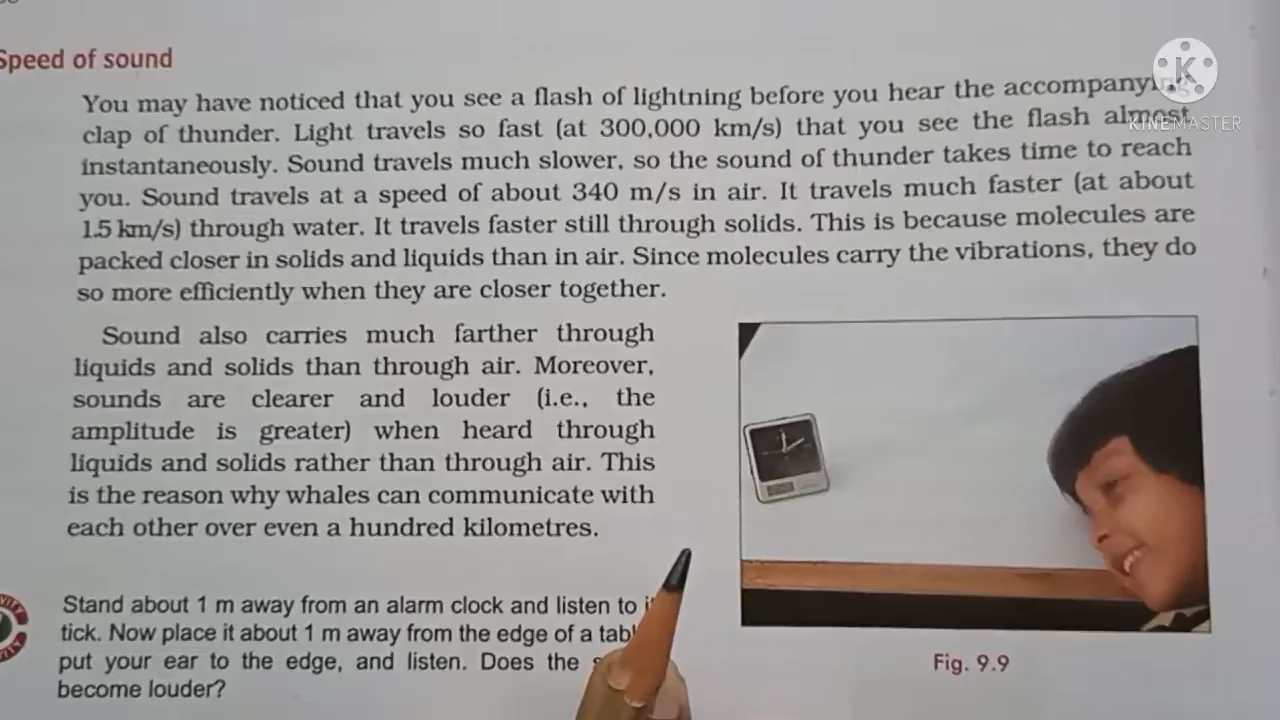 Speed of sound
You may have noticed that you see a flash of lightning before you hear the
clap of thunder. Light travels so fast (at 300,000 km/s) that you see the flash almost
instantaneously. Sound travels much slower, so the sound of thunder takes time to reach
you. Sound travels at a speed of about 340 m/s in air. It travels much faster (at about
1.5 km/s) through water. It travels faster still through solids. This is because molecules are
packed closer in solids and liquids than in air. Since molecules carry the vibrations, they do
so more efficiently when they are closer together.
Sound also carries much farther through
liquids and solids than through air. Moreover,
sounds are clearer and louder (i.e., the
amplitude is greater) when heard through
liquids and solids rather than through air. This
is the reason why whales can communicate with
each other over even a hundred kilometres.
Stand about 1 m away from an alarm clock and listen to
tick. Now place it about 1 m away from the edge of a
put your ear to the edge, and listen. Does the
become louder?
Fig. 9.9
K
KINEMASTER